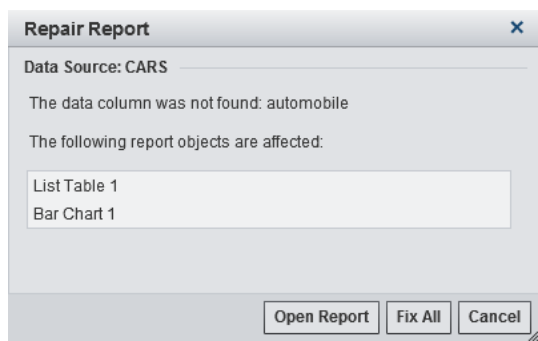 Repair Report
Data Source: CARS
The data column was not found: automobile
The following report objects are affected:
List Table 1
Bar Chart 1
Open Report Fix All Cancel